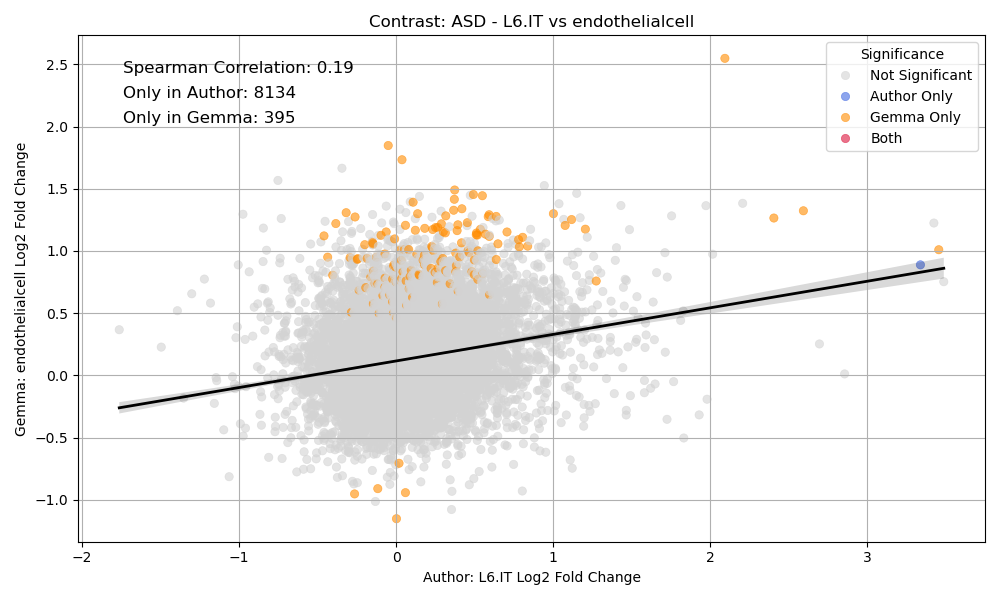 Contrast: ASD - L6.IT vs endothelialcell
Spearman Correlation: 0.19
Only in Author: 8134
Only in Gemma: 395
Significance
Not Significant
Author Only
Gemma Only
Both
Gemma: endothelialcell Log2 Fold Change
2.5
2.0
1.5
1.0
0.5
0.0
−0.5
−1.0
−2 −1 0 1 2 3
Author: L6.IT Log2 Fold Change